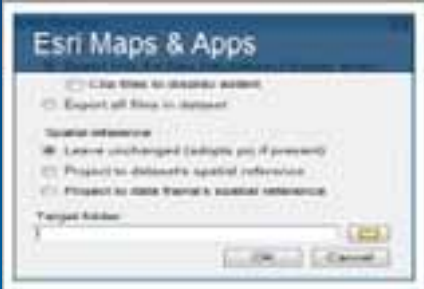 Esri Maps & Apps
Clip files to display extent
Export all files in dataset
Spatial reference
Leave unchanged (adopts prj if present)
Project to dataset's spatial reference
Project to data frame's spatial reference
Target folder
OK
Cancel